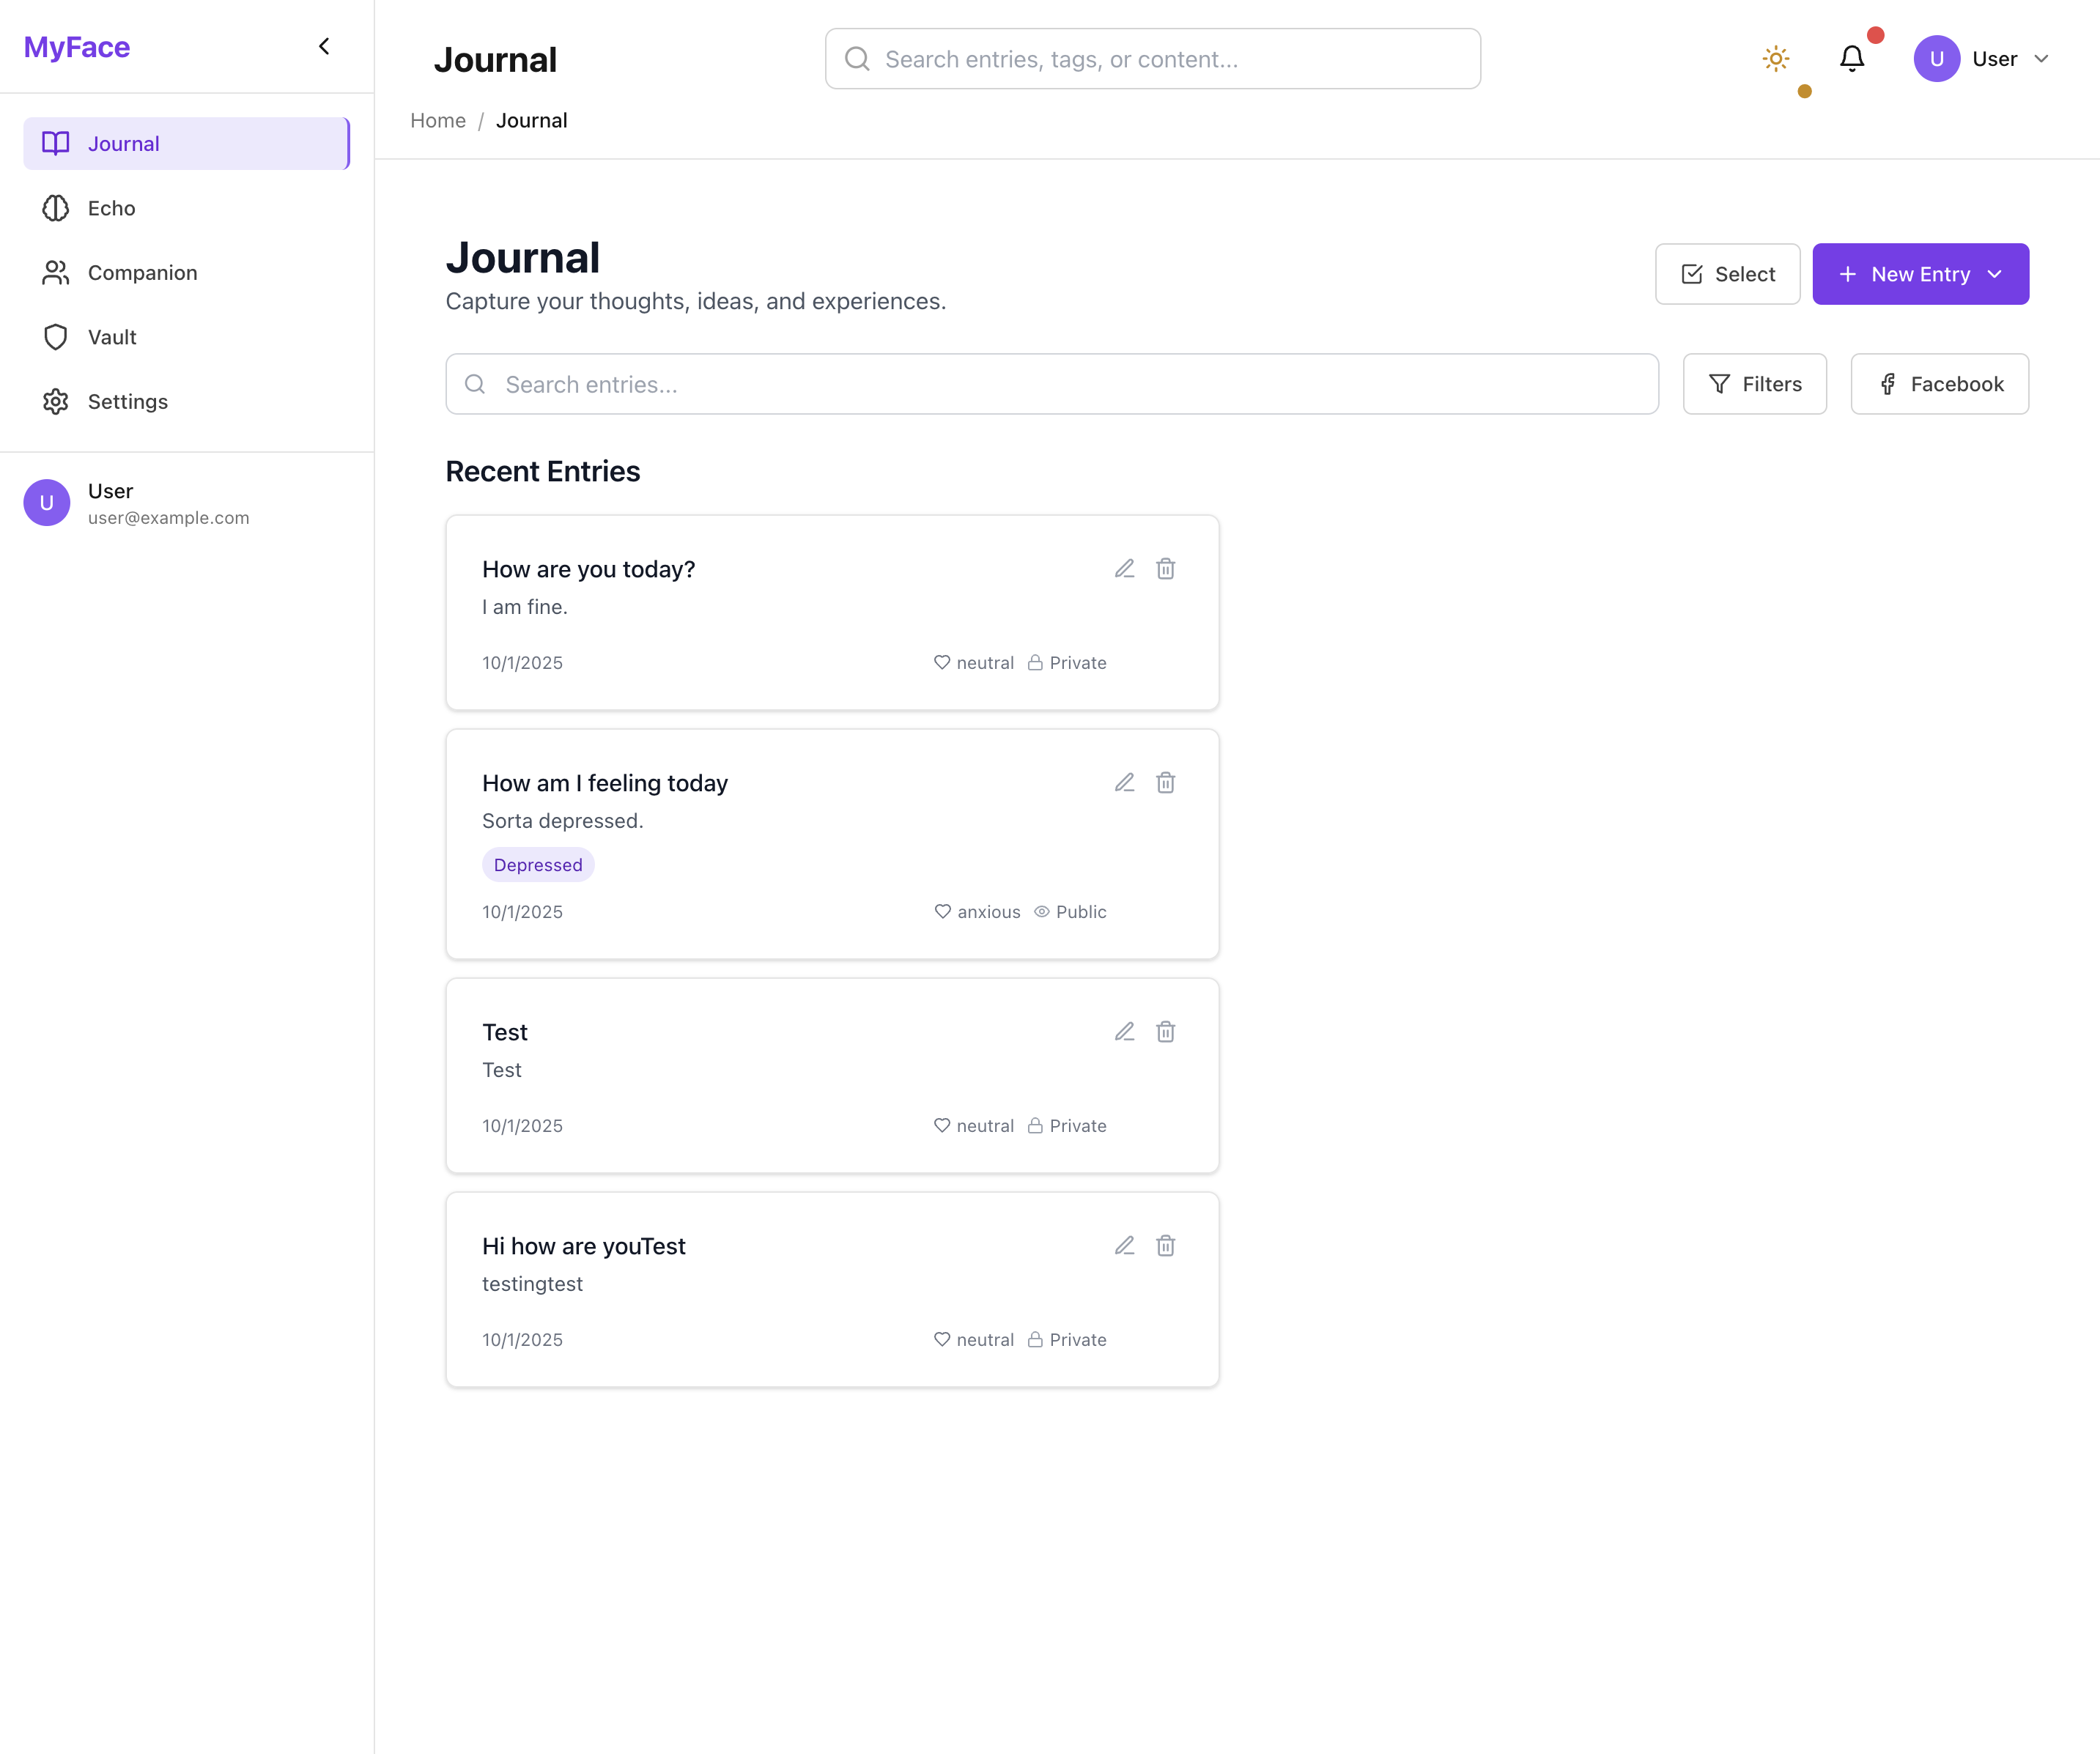 MyFace
Journal
Search entries, tags, or content...
U
User
Home / Journal
Journal
Echo
Companion
Vault
Settings
U
User
user@example.com
Journal
Capture your thoughts, ideas, and experiences.
Select
New Entry
Search entries...
Filters
Facebook
Recent Entries
How are you today?
I am fine.
10/1/2025
neutral
Private
How am I feeling today
Sorta depressed.
Depressed
10/1/2025
anxious
Public
Test
Test
10/1/2025
neutral
Private
Hi how are youTest
testingtest
10/1/2025
neutral
Private